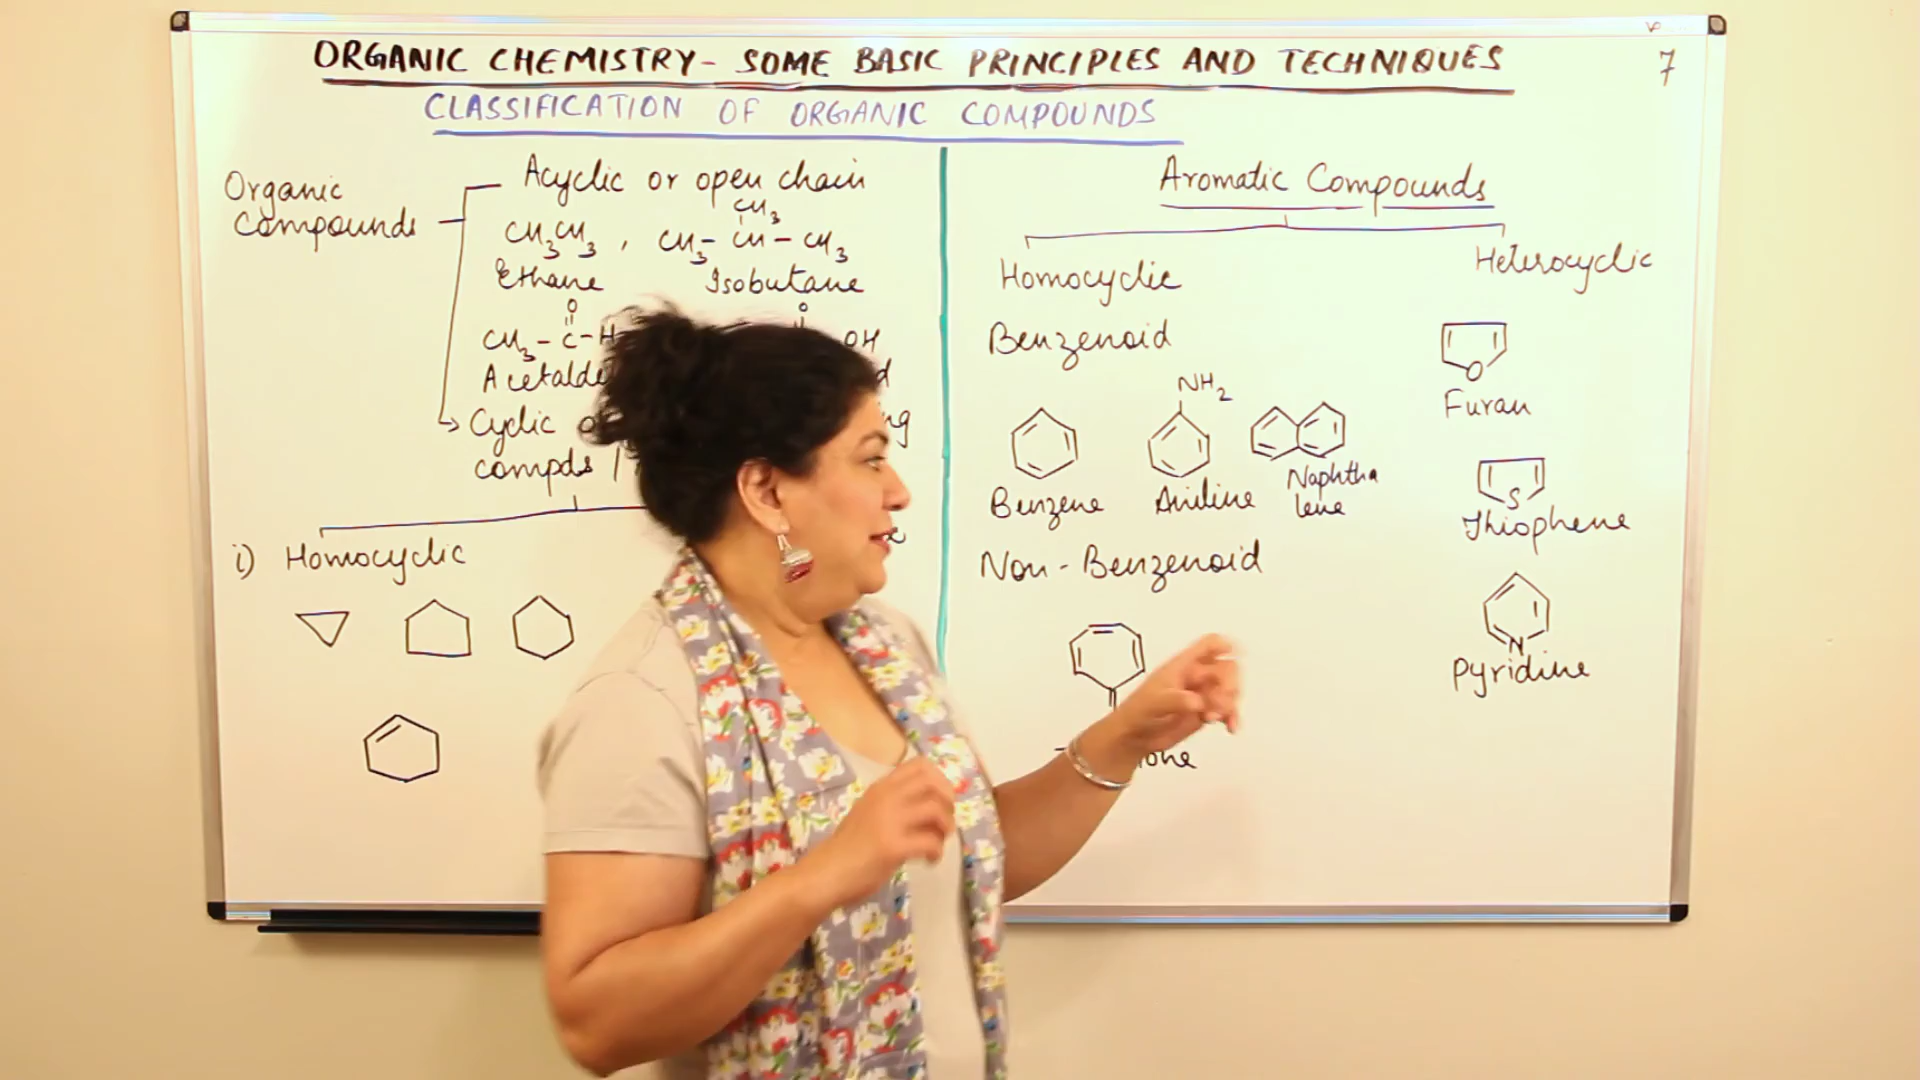 ORGANIC CHEMISTRY- SOME BASIC PRINCIPLES AND TECHNIQUES
7
CLASSIFICATION OF ORGANIC COMPOUNDS
Organic
Compounds
Acyclic or open chain
CH3
CH3CH3 , CH3- CH - CH3
Ethane Isobutane
O O
CH3 - C - H OH
Cyclic
compds
i) Homocyclic
Aromatic Compounds
Homocyclic
Heterocyclic
Benzenoid
NH2
Benzene
Aniline
Naphtha
lene
Non - Benzenoid
O
Furan
S
Thiophene
N
Pyridine